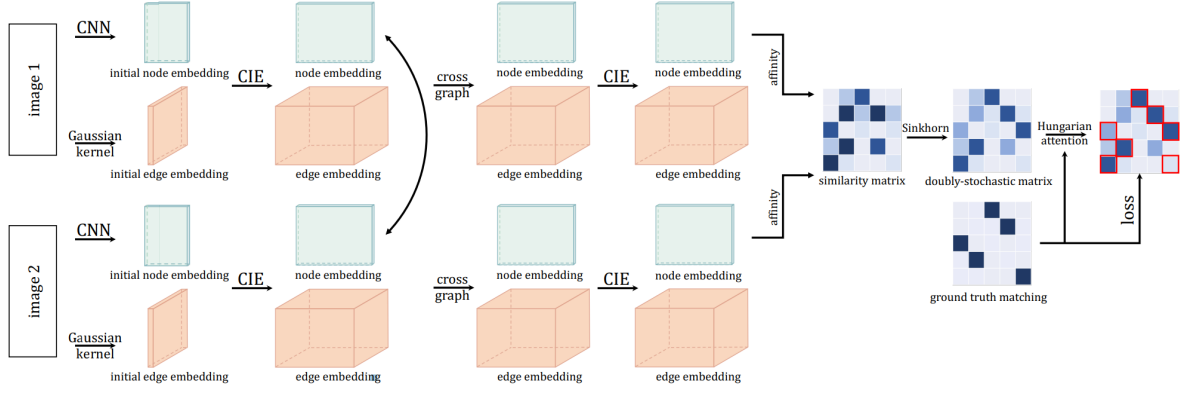 image 1
CNN
initial node embedding
Gaussian
kernel
initial edge embedding
CIE
node embedding
edge embedding
cross
graph
node embedding
edge embedding
CIE
node embedding
edge embedding
affinity
image 2
CNN
initial node embedding
Gaussian
kernel
initial edge embedding
CIE
node embedding
edge embedding
cross
graph
node embedding
edge embedding
CIE
node embedding
edge embedding
affinity
similarity matrix
Sinkhorn
doubly-stochastic matrix
Hungarian
attention
loss
ground truth matching